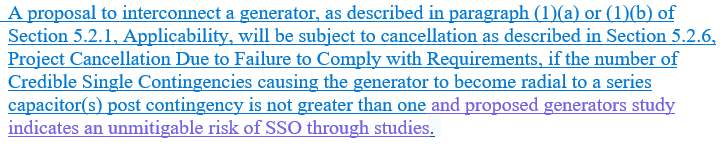 A proposal to interconnect a generator, as described in paragraph (1)(a) or (1)(b) of
Section 5.2.1, Applicability, will be subject to cancellation as described in Section 5.2.6,
Project Cancellation Due to Failure to Comply with Requirements, if the number of
Credible Single Contingencies causing the generator to become radial to a series
capacitor(s) post contingency is not greater than one and proposed generators study
indicates an unmitigable risk of SSO through studies.